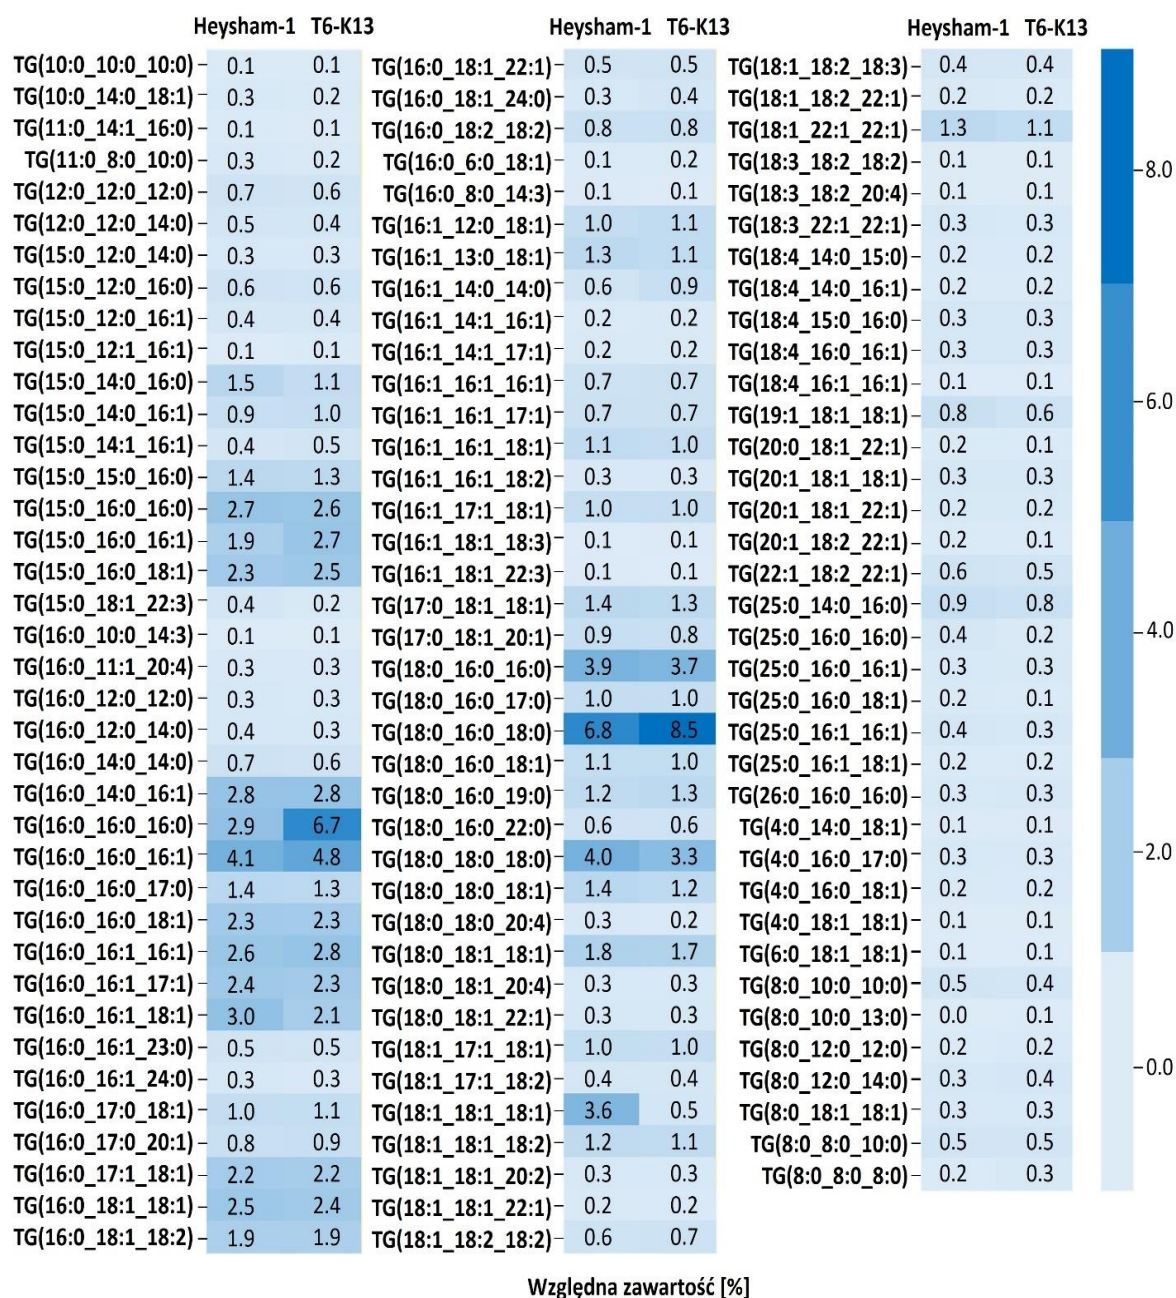 Heysham-1 T6-K13
TG(10:0_10:0_10:0) 0.1 0.1
TG(10:0_14:0_18:1) 0.3 0.2
TG(11:0_14:1_16:0) 0.1 0.1
TG(11:0_8:0_10:0) 0.3 0.2
TG(12:0_12:0_12:0) 0.7 0.6
TG(12:0_12:0_14:0) 0.5 0.4
TG(15:0_12:0_14:0) 0.3 0.3
TG(15:0_12:0_16:0) 0.6 0.6
TG(15:0_12:0_16:1) 0.4 0.4
TG(15:0_12:1_16:1) 0.1 0.1
TG(15:0_14:0_16:0) 1.5 1.1
TG(15:0_14:0_16:1) 0.9 1.0
TG(15:0_14:1_16:1) 0.4 0.5
TG(15:0_15:0_16:0) 1.4 1.3
TG(15:0_16:0_16:0) 2.7 2.6
TG(15:0_16:0_16:1) 1.9 2.7
TG(15:0_16:0_18:1) 2.3 2.5
TG(15:0_18:1_22:3) 0.4 0.2
TG(16:0_10:0_14:3) 0.1 0.1
TG(16:0_11:1_20:4) 0.3 0.3
TG(16:0_12:0_12:0) 0.3 0.3
TG(16:0_12:0_14:0) 0.4 0.3
TG(16:0_14:0_14:0) 0.7 0.6
TG(16:0_14:0_16:1) 2.8 2.8
TG(16:0_16:0_16:0) 2.9 6.7
TG(16:0_16:0_16:1) 4.1 4.8
TG(16:0_16:0_17:0) 1.4 1.3
TG(16:0_16:0_18:1) 2.3 2.3
TG(16:0_16:1_16:1) 2.6 2.8
TG(16:0_16:1_17:1) 2.4 2.3
TG(16:0_16:1_18:1) 3.0 2.1
TG(16:0_16:1_23:0) 0.5 0.5
TG(16:0_16:1_24:0) 0.3 0.3
TG(16:0_17:0_18:1) 1.0 1.1
TG(16:0_17:0_20:1) 0.8 0.9
TG(16:0_17:1_18:1) 2.2 2.2
TG(16:0_18:1_18:1) 2.5 2.4
TG(16:0_18:1_18:2) 1.9 1.9
Heysham-1 T6-K13
TG(16:0_18:1_22:1) 0.5 0.5
TG(16:0_18:1_24:0) 0.3 0.4
TG(16:0_18:2_18:2) 0.8 0.8
TG(16:0_6:0_18:1) 0.1 0.2
TG(16:0_8:0_14:3) 0.1 0.1
TG(16:1_12:0_18:1) 1.0 1.1
TG(16:1_13:0_18:1) 1.3 1.1
TG(16:1_14:0_14:0) 0.6 0.9
TG(16:1_14:1_16:1) 0.2 0.2
TG(16:1_14:1_17:1) 0.2 0.2
TG(16:1_16:1_16:1) 0.7 0.7
TG(16:1_16:1_17:1) 0.7 0.7
TG(16:1_16:1_18:1) 1.1 1.0
TG(16:1_16:1_18:2) 0.3 0.3
TG(16:1_17:1_18:1) 1.0 1.0
TG(16:1_18:1_18:3) 0.1 0.1
TG(16:1_18:1_22:3) 0.1 0.1
TG(17:0_18:1_18:1) 1.4 1.3
TG(17:0_18:1_20:1) 0.9 0.8
TG(18:0_16:0_16:0) 3.9 3.7
TG(18:0_16:0_17:0) 1.0 1.0
TG(18:0_16:0_18:0) 6.8 8.5
TG(18:0_16:0_18:1) 1.1 1.0
TG(18:0_16:0_19:0) 1.2 1.3
TG(18:0_16:0_22:0) 0.6 0.6
TG(18:0_18:0_18:0) 4.0 3.3
TG(18:0_18:0_18:1) 1.4 1.2
TG(18:0_18:0_20:4) 0.3 0.2
TG(18:0_18:1_18:1) 1.8 1.7
TG(18:0_18:1_20:4) 0.3 0.3
TG(18:0_18:1_22:1) 0.3 0.3
TG(18:1_17:1_18:1) 1.0 1.0
TG(18:1_17:1_18:2) 0.4 0.4
TG(18:1_18:1_18:1) 3.6 0.5
TG(18:1_18:1_18:2) 1.2 1.1
TG(18:1_18:1_20:2) 0.3 0.3
TG(18:1_18:1_22:1) 0.2 0.2
TG(18:1_18:2_18:2) 0.6 0.7
Heysham-1 T6-K13
TG(18:1_18:2_18:3) 0.4 0.4
TG(18:1_18:2_22:1) 0.2 0.2
TG(18:1_22:1_22:1) 1.3 1.1
TG(18:3_18:2_18:2) 0.1 0.1
TG(18:3_18:2_20:4) 0.1 0.1
TG(18:3_22:1_22:1) 0.3 0.3
TG(18:4_14:0_15:0) 0.2 0.2
TG(18:4_14:0_16:1) 0.2 0.2
TG(18:4_15:0_16:0) 0.3 0.3
TG(18:4_16:0_16:1) 0.3 0.3
TG(18:4_16:1_16:1) 0.1 0.1
TG(19:1_18:1_18:1) 0.8 0.6
TG(20:0_18:1_22:1) 0.2 0.1
TG(20:1_18:1_18:1) 0.3 0.3
TG(20:1_18:1_22:1) 0.2 0.2
TG(20:1_18:2_22:1) 0.2 0.1
TG(22:1_18:2_22:1) 0.6 0.5
TG(25:0_14:0_16:0) 0.9 0.8
TG(25:0_16:0_16:0) 0.4 0.2
TG(25:0_16:0_16:1) 0.3 0.3
TG(25:0_16:0_18:1) 0.2 0.1
TG(25:0_16:1_16:1) 0.4 0.3
TG(25:0_16:1_18:1) 0.2 0.2
TG(26:0_16:0_16:0) 0.3 0.3
TG(4:0_14:0_18:1) 0.1 0.1
TG(4:0_16:0_17:0) 0.3 0.3
TG(4:0_16:0_18:1) 0.2 0.2
TG(4:0_18:1_18:1) 0.1 0.1
TG(6:0_18:1_18:1) 0.1 0.1
TG(8:0_10:0_10:0) 0.5 0.4
TG(8:0_10:0_13:0) 0.0 0.1
TG(8:0_12:0_12:0) 0.2 0.2
TG(8:0_12:0_14:0) 0.3 0.4
TG(8:0_18:1_18:1) 0.3 0.3
TG(8:0_8:0_10:0) 0.5 0.5
TG(8:0_8:0_8:0) 0.2 0.3
8.0
6.0
4.0
2.0
0.0
Względna zawartość [%]